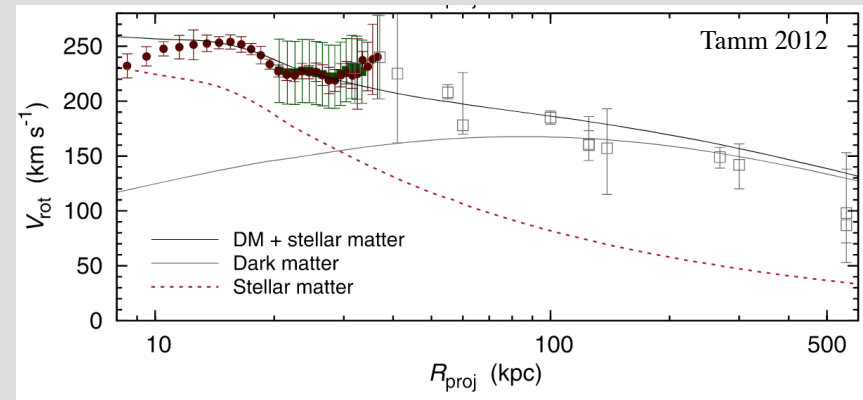 Tamm 2012
250
200
150
100
50
0
V_rot (km s⁻¹)
DM + stellar matter
Dark matter
Stellar matter
10
100
500
R_proj (kpc)